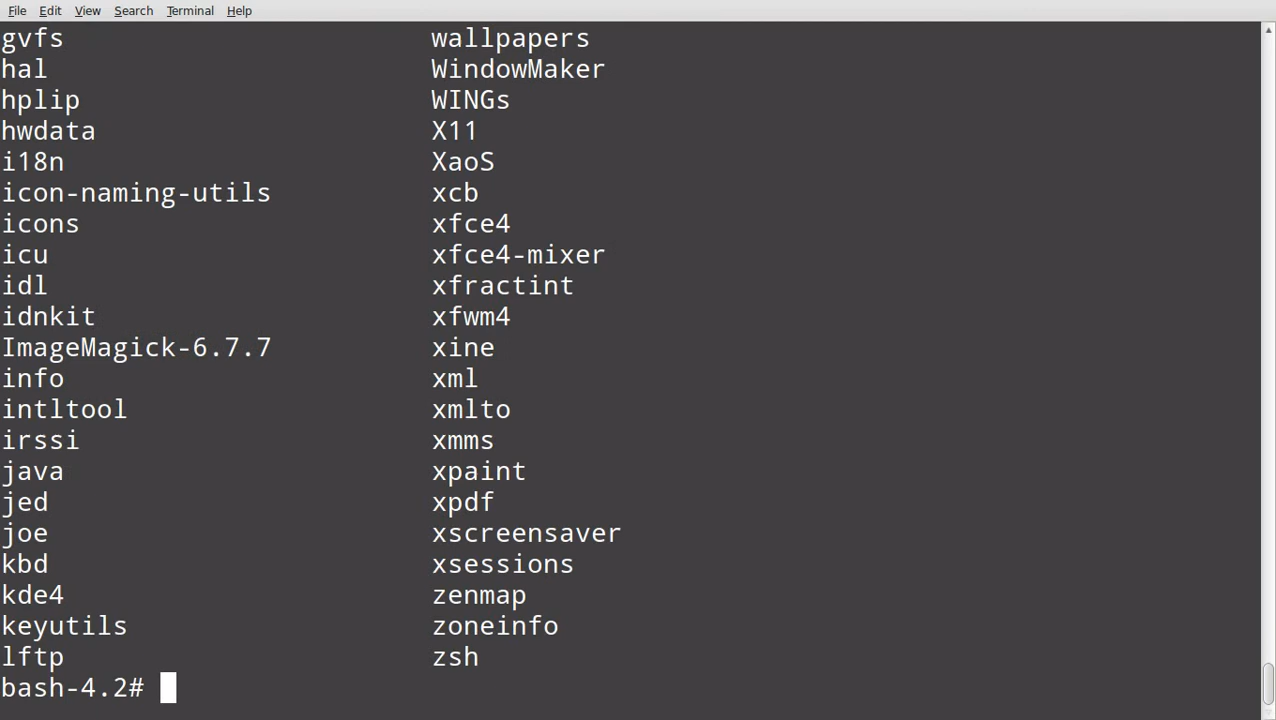 File Edit View Search Terminal Help
gvfs wallpapers
hal WindowMaker
hplip WINGs
hwdata X11
i18n XaoS
icon-naming-utils xcb
icons xfce4
icu xfce4-mixer
idl xfractint
idnkit xfwm4
ImageMagick-6.7.7 xine
info xml
intltool xmlto
irssi xmms
java xpaint
jed xpdf
joe xscreensaver
kbd xsessions
kde4 zenmap
keyutils zoneinfo
lftp zsh
bash-4.2#